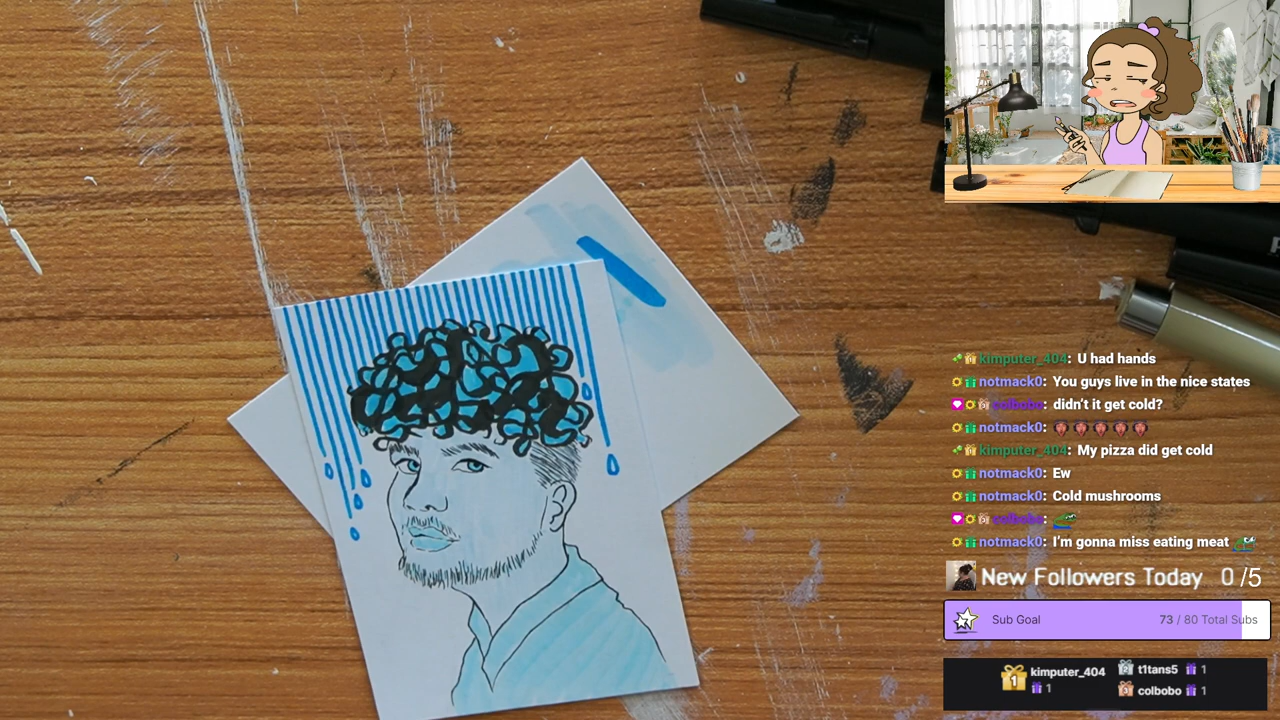 kimputer_404: U had hands
notmack0: You guys live in the nice states
colbobo: didn't it get cold?
notmack0:
kimputer_404: My pizza did get cold
notmack0: Ew
notmack0: Cold mushrooms
colbobo:
notmack0: I'm gonna miss eating meat
New Followers Today 0 /5
Sub Goal 73 / 80 Total Subs
1 kimputer_404 1
t1tans5 1
colbobo 1